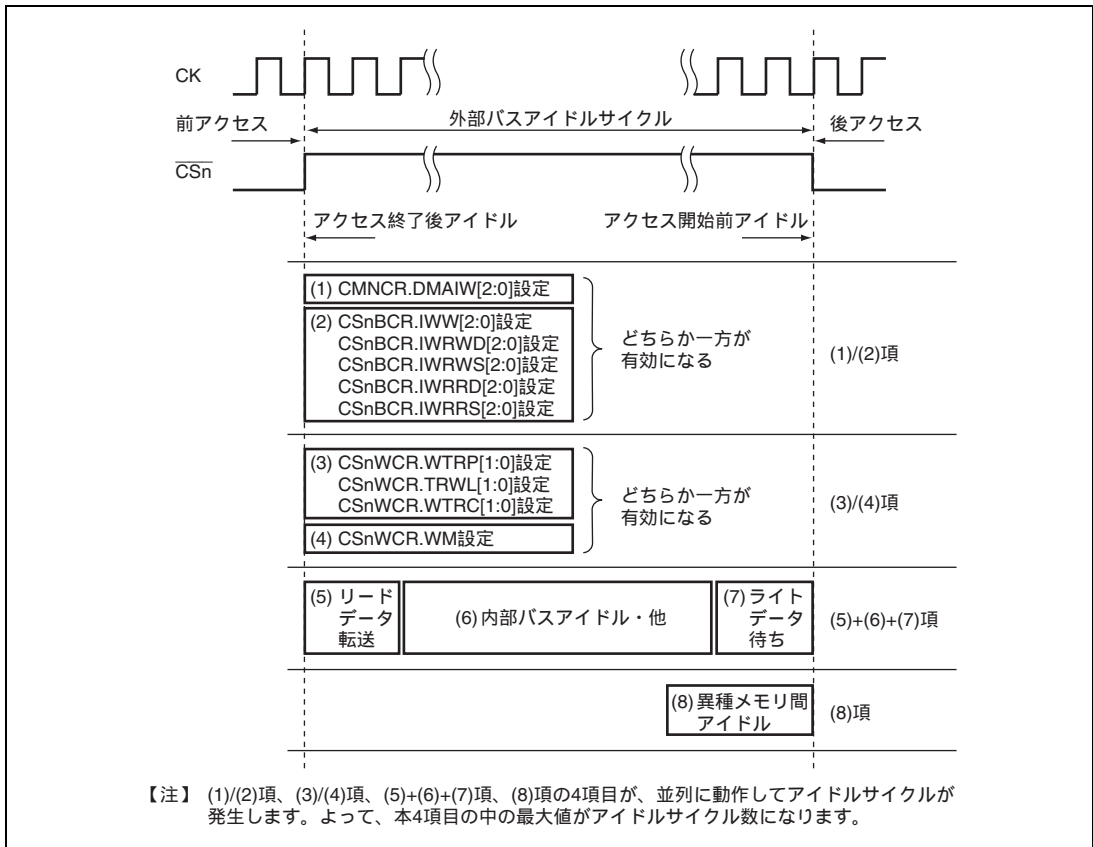 CK
前アクセス
外部バスアイドルサイクル
後アクセス
CSn
アクセス終了後アイドル
アクセス開始前アイドル
(1) CMNCR.DMAIW[2:0]設定
(2) CSnBCR.IWW[2:0]設定
CSnBCR.IWRWD[2:0]設定
CSnBCR.IWRWS[2:0]設定
CSnBCR.IWRRD[2:0]設定
CSnBCR.IWRRS[2:0]設定
どちらか一方が
有効になる
(1)/(2)項
(3) CSnWCR.WTRP[1:0]設定
CSnWCR.TRWL[1:0]設定
CSnWCR.WTRC[1:0]設定
(4) CSnWCR.WM設定
どちらか一方が
有効になる
(3)/(4)項
(5) リード
データ
転送
(6) 内部バスアイドル・他
(7) ライト
データ
待ち
(5)+(6)+(7)項
(8) 異種メモリ間
アイドル
(8)項
【注】 (1)/(2)項、(3)/(4)項、(5)+(6)+(7)項、(8)項の4項目が、並列に動作してアイドルサイクルが
発生します。よって、本4項目の中の最大値がアイドルサイクル数になります。